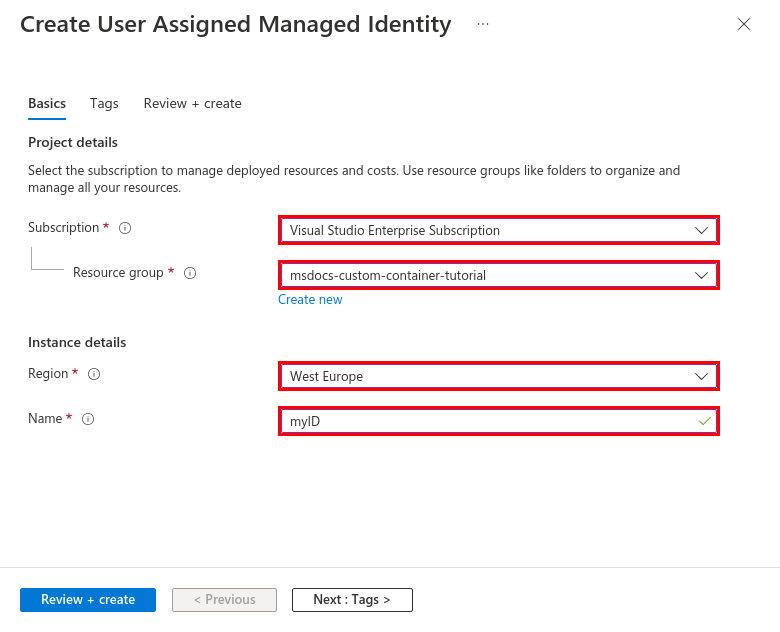 Create User Assigned Managed Identity ...
Basics Tags Review + create
Project details
Select the subscription to manage deployed resources and costs. Use resource groups like folders to organize and
manage all your resources.
Subscription * Visual Studio Enterprise Subscription
Resource group * msdocs-custom-container-tutorial
Create new
Instance details
Region * West Europe
Name * myID
Review + create < Previous Next : Tags >